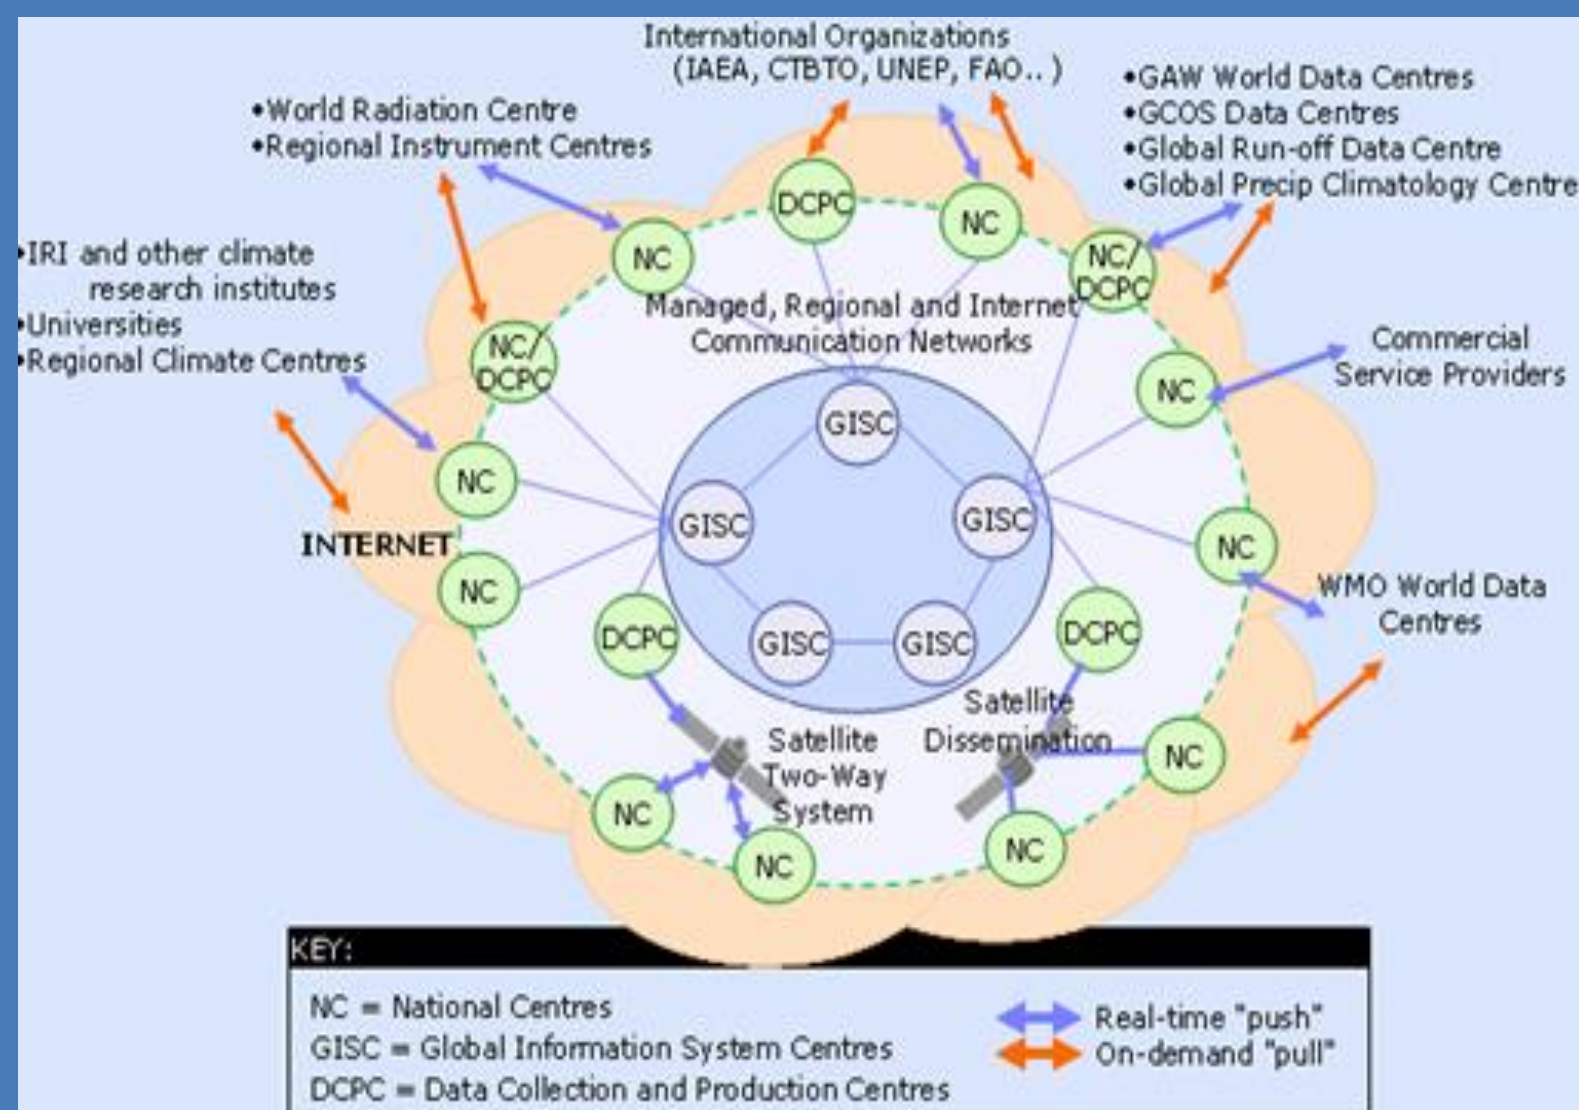 International Organizations
(IAEA, CTBTO, UNEP, FAO.. )
•GAW World Data Centres
•GCOS Data Centres
•Global Run-off Data Centre
•Global Precip Climatology Centre
•World Radiation Centre
•Regional Instrument Centres
•IRI and other climate
research institutes
•Universities
•Regional Climate Centres
DCPC
NC
NC
NC/
DCPC
Managed, Regional and Internet
Communication Networks
NC/
DCPC
NC
Commercial
Service Providers
GISC
NC
GISC
GISC
INTERNET
NC
NC
WMO World Data
Centres
DCPC
GISC
GISC
DCPC
Satellite
Dissemination
Satellite
Two-Way
System
NC
NC
NC
NC
KEY:
NC = National Centres
GISC = Global Information System Centres
DCPC = Data Collection and Production Centres
Real-time "push"
On-demand "pull"